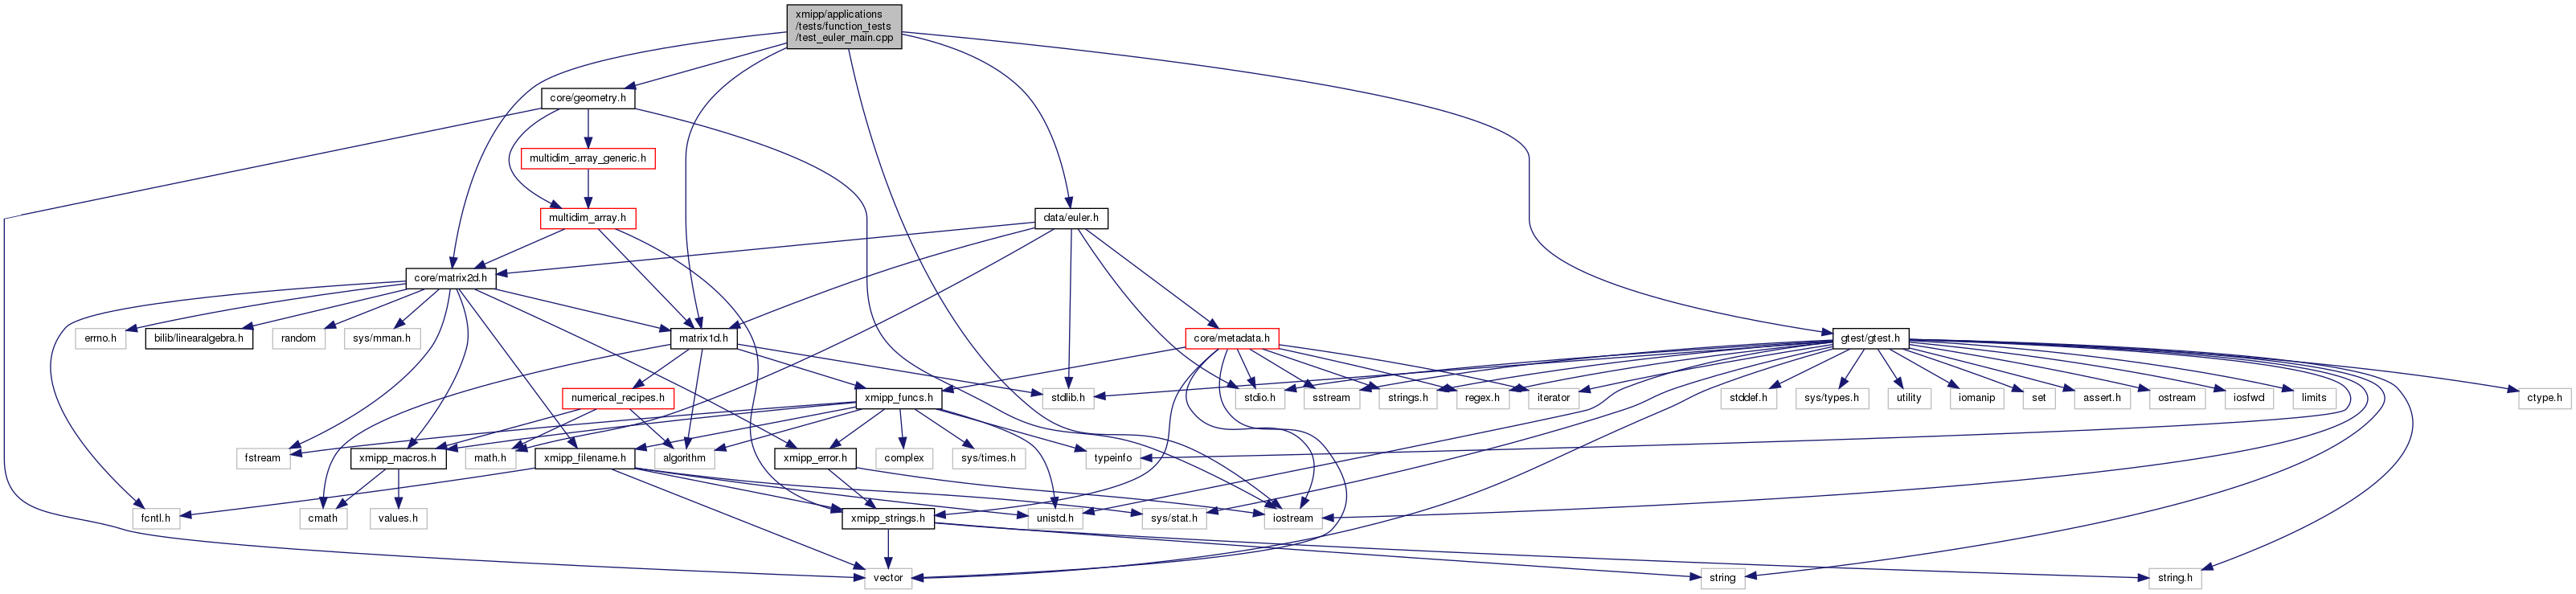 xmipp/applications
/tests/function_tests
/test_euler_main.cpp
core/geometry.h
multidim_array_generic.h
multidim_array.h
data/euler.h
core/matrix2d.h
errno.h
bilib/linearalgebra.h
random
sys/mman.h
matrix1d.h
core/metadata.h
gtest/gtest.h
numerical_recipes.h
xmipp_funcs.h
stdlib.h
stdio.h
sstream
strings.h
regex.h
iterator
stddef.h
sys/types.h
utility
iomanip
set
assert.h
ostream
iosfwd
limits
ctype.h
fstream
xmipp_macros.h
math.h
xmipp_filename.h
algorithm
xmipp_error.h
complex
sys/times.h
typeinfo
fcntl.h
cmath
values.h
xmipp_strings.h
unistd.h
sys/stat.h
iostream
vector
string
string.h